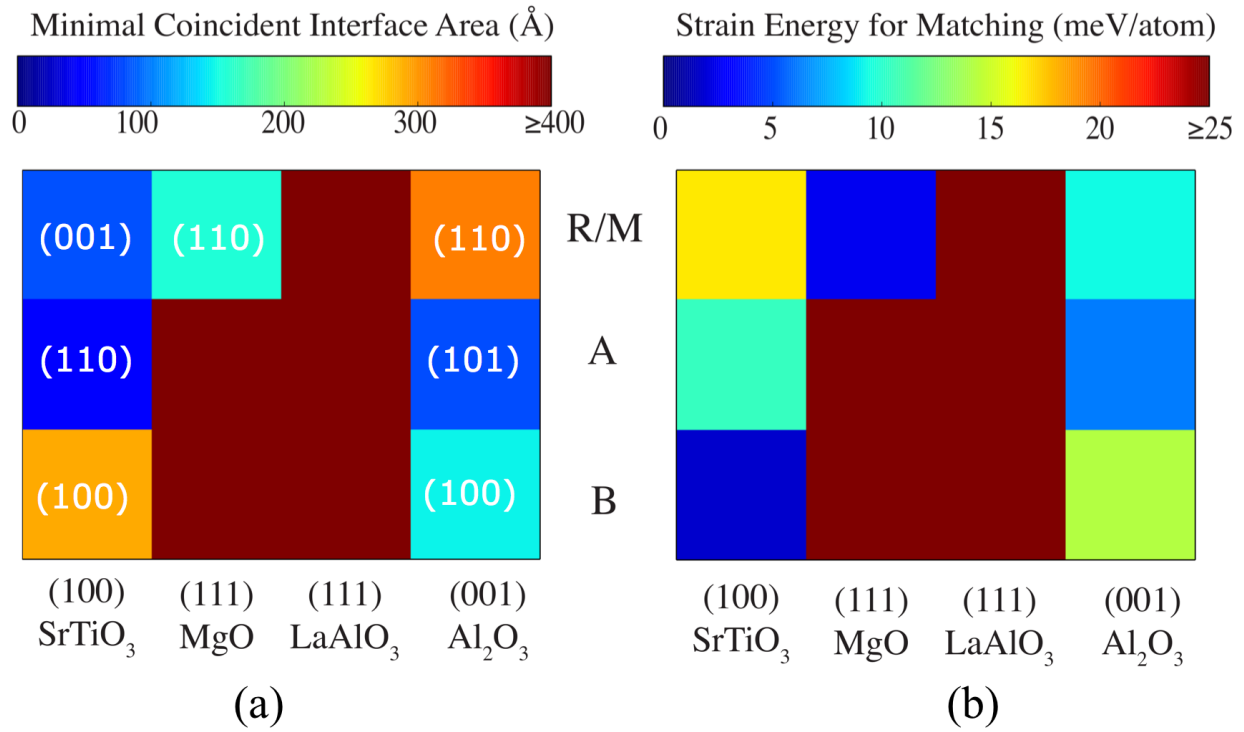 Minimal Coincident Interface Area (Å)
0 100 200 300 ≥400
(001) (110) (110)
(110) (101)
(100) (100)
(100) (111) (111) (001)
SrTiO3 MgO LaAlO3 Al2O3
(a)
R/M
A
B
Strain Energy for Matching (meV/atom)
0 5 10 15 20 ≥25
(100) (111) (111) (001)
SrTiO3 MgO LaAlO3 Al2O3
(b)